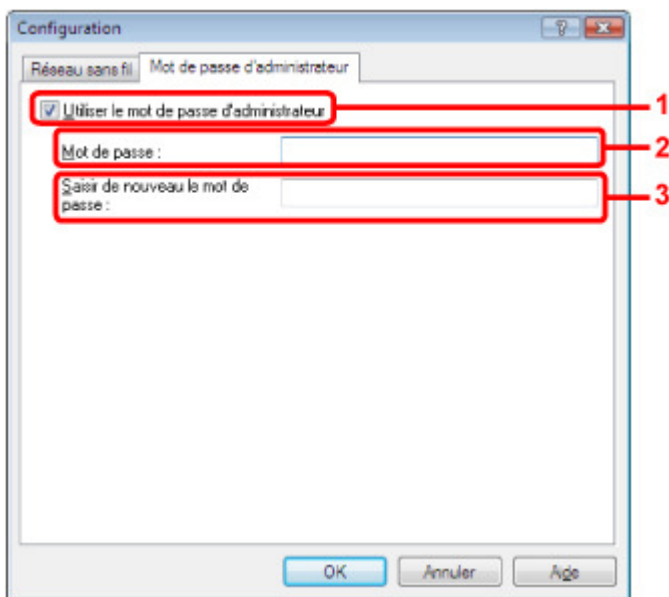 Configuration
Réseau sans fil
Mot de passe d'administrateur
Utiliser le mot de passe d'administrateur
1
Mot de passe :
2
Saisir de nouveau le mot de
passe :
3
OK
Annuler
Aide